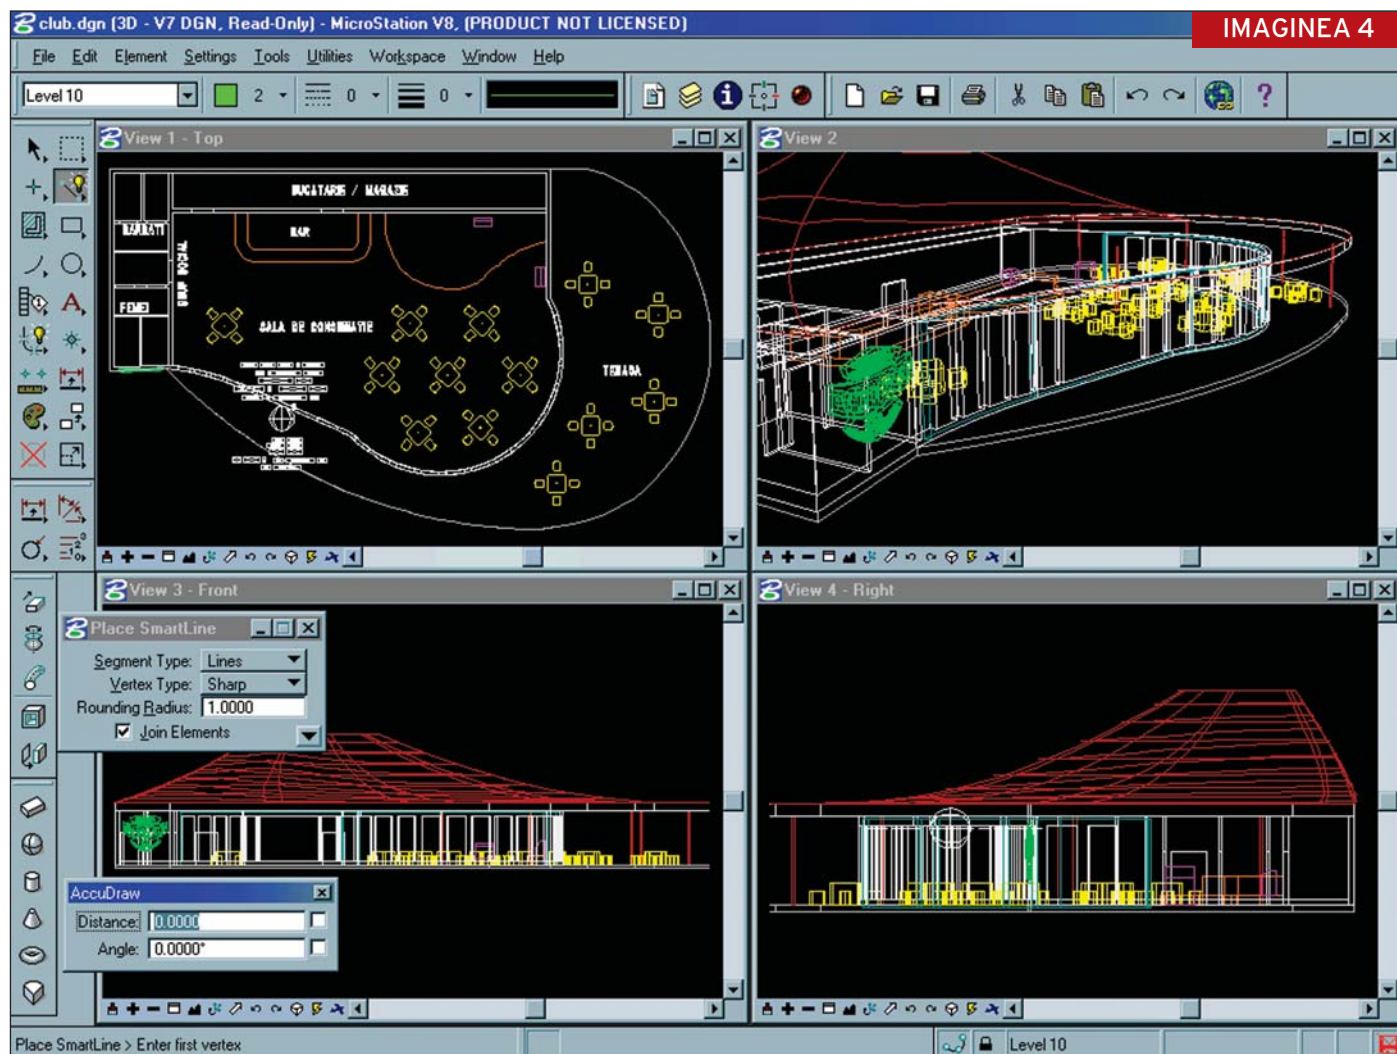 club.dgn (3D - V7 DGN, Read-Only) - MicroStation V8, (PRODUCT NOT LICENSED)
IMAGINEA 4
File Edit Element Settings Tools Utilities Workspace Window Help
Level 10 2 0 0
View 1 - Top
BUCATARIE / MAGAZIE
BARBATI
BAR
GRUP SOCIAL
FEMEI
SALA DE CONSUMATIE
TERASA
View 2
View 3 - Front
Place SmartLine
Segment Type: Lines
Vertex Type: Sharp
Rounding Radius: 1.0000
Join Elements
AccuDraw
Distance: 0.0000
Angle: 0.0000°
View 4 - Right
Place SmartLine > Enter first vertex
Level 10